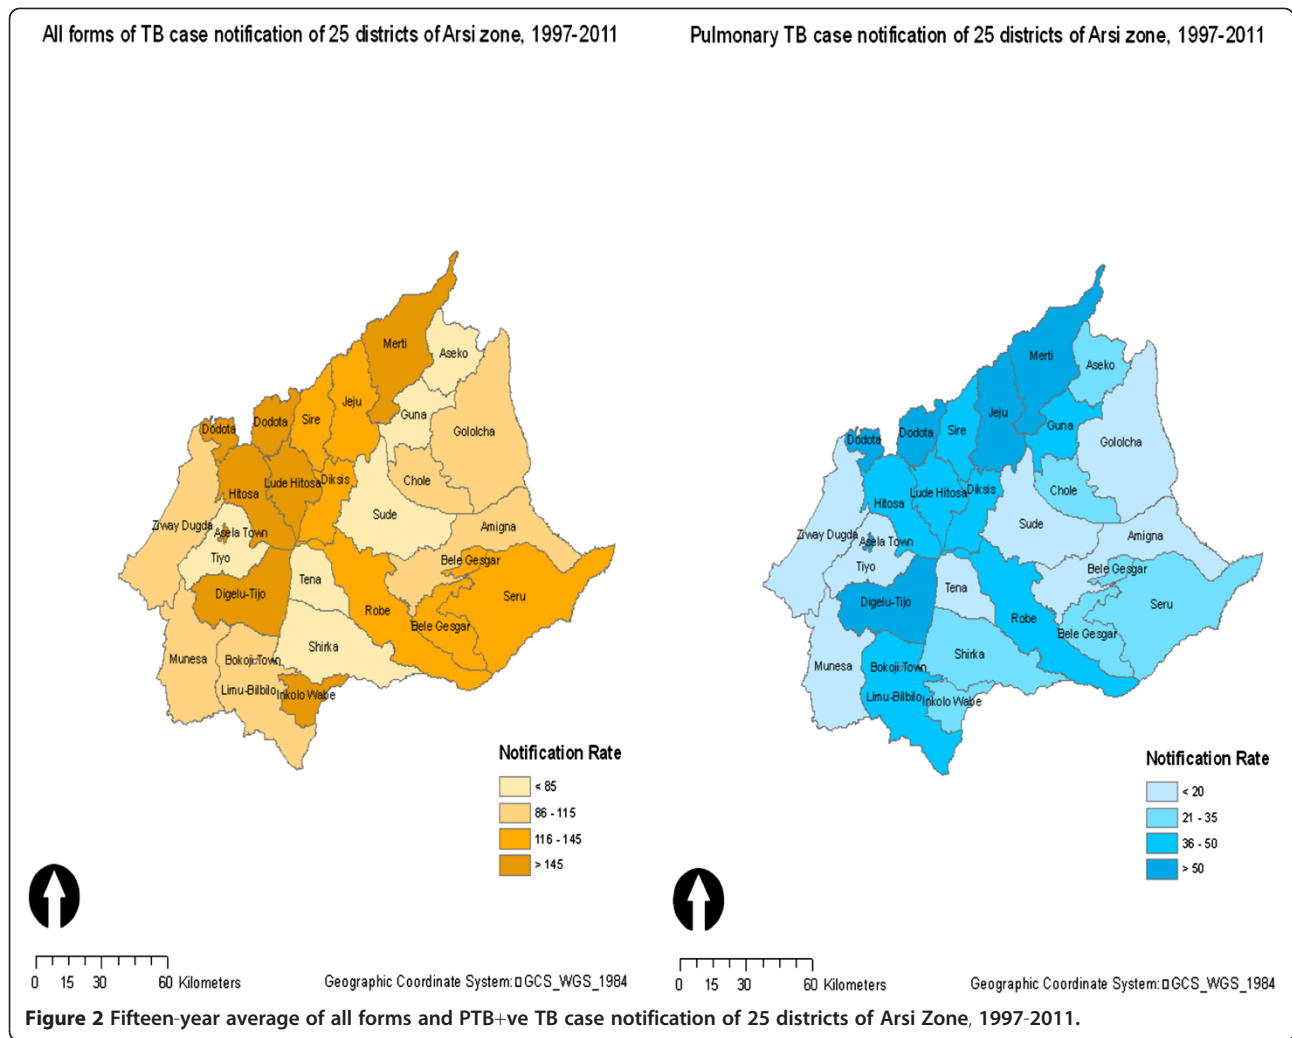 All forms of TB case notification of 25 districts of Arsi zone, 1997-2011
Merti
Aseko
Jeju
Guna
Dodota
Sire
Dodota
Gololcha
Chole
Diksis
Lude Hitosa
Hitosa
Sude
Ziway Dugda
Asela Town
Amigna
Tiyo
Bele Gesgar
Tena
Digelu-Tijo
Seru
Robe
Bele Gesgar
Shirka
Munesa
Bokoji Town
Limu-Bilbilo
Inkolo Wabe
Notification Rate
< 85
86 - 115
116 - 145
> 145
0 15 30 60 Kilometers
Geographic Coordinate System: GCS_WGS_1984
Pulmonary TB case notification of 25 districts of Arsi zone, 1997-2011
Merti
Aseko
Jeju
Guna
Dodota
Sire
Dodota
Gololcha
Chole
Diksis
Lude Hitosa
Hitosa
Sude
Ziway Dugda
Asela Town
Amigna
Tiyo
Bele Gesgar
Tena
Digelu-Tijo
Seru
Robe
Bele Gesgar
Shirka
Munesa
Bokoji Town
Limu-Bilbilo
Inkolo Wabe
Notification Rate
< 20
21 - 35
36 - 50
> 50
0 15 30 60 Kilometers
Geographic Coordinate System: GCS_WGS_1984
Figure 2 Fifteen-year average of all forms and PTB+ve TB case notification of 25 districts of Arsi Zone, 1997-2011.